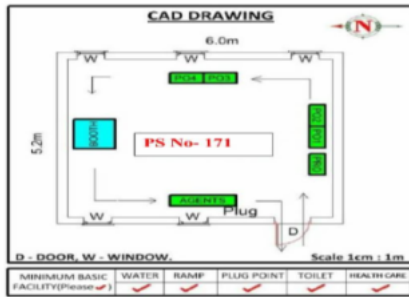 CAD DRAWING
N
6.0m
W W W
PO4 PO3
5.2m
BOOTH
PS No- 171
PO2 PO1
PRO
AGENTS
Plug
W W
D
D - DOOR, W - WINDOW.
Scale 1cm : 1m
MINIMUM BASIC FACILITY(Please✓)
WATER
RAMP
PLUG POINT
TOILET
HEALTH CARE